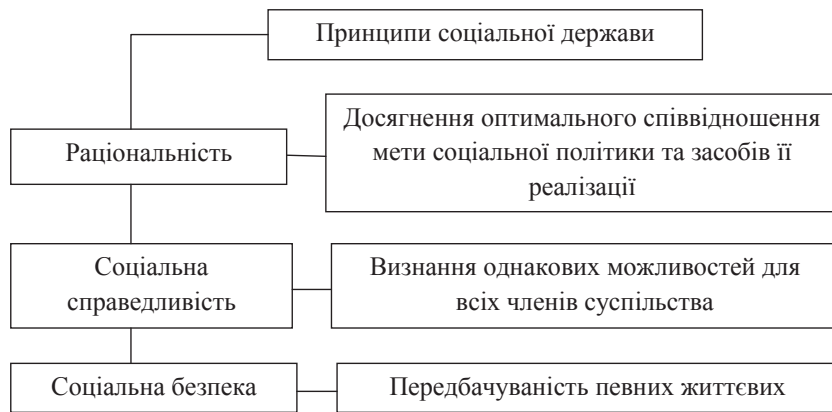 Принципи соціальної держави
Раціональність
Досягнення оптимального співвідношення
мети соціальної політики та засобів її
реалізації
Соціальна
справедливість
Визнання однакових можливостей для
всіх членів суспільства
Соціальна безпека
Передбачуваність певних життєвих